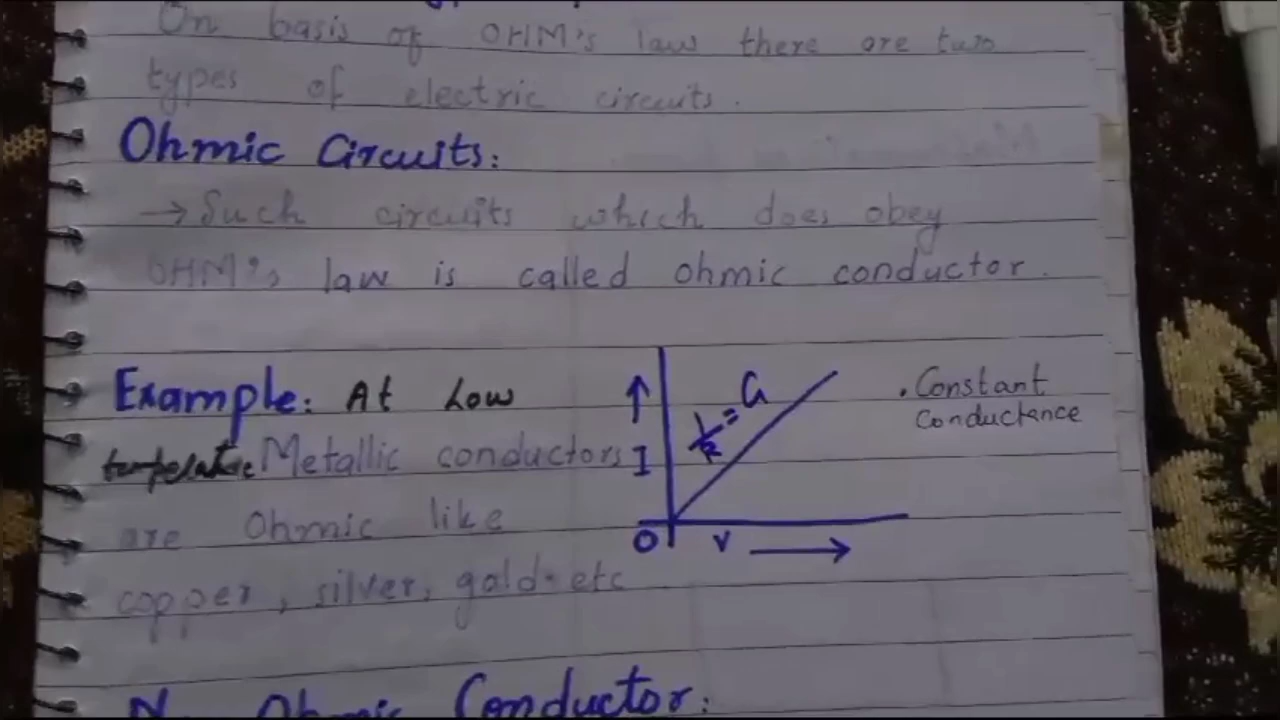 On basis of OHM's law there are two
types of electric circuits.
Ohmic Circuits:
→ Such circuits which does obey
OHM's law is called ohmic conductor.
Example: At Low
temperature Metallic conductors
are Ohmic like
copper, silver, gold. etc
I
1/R = G
O
V
. Constant
Conductance
Ohmic Conductor: